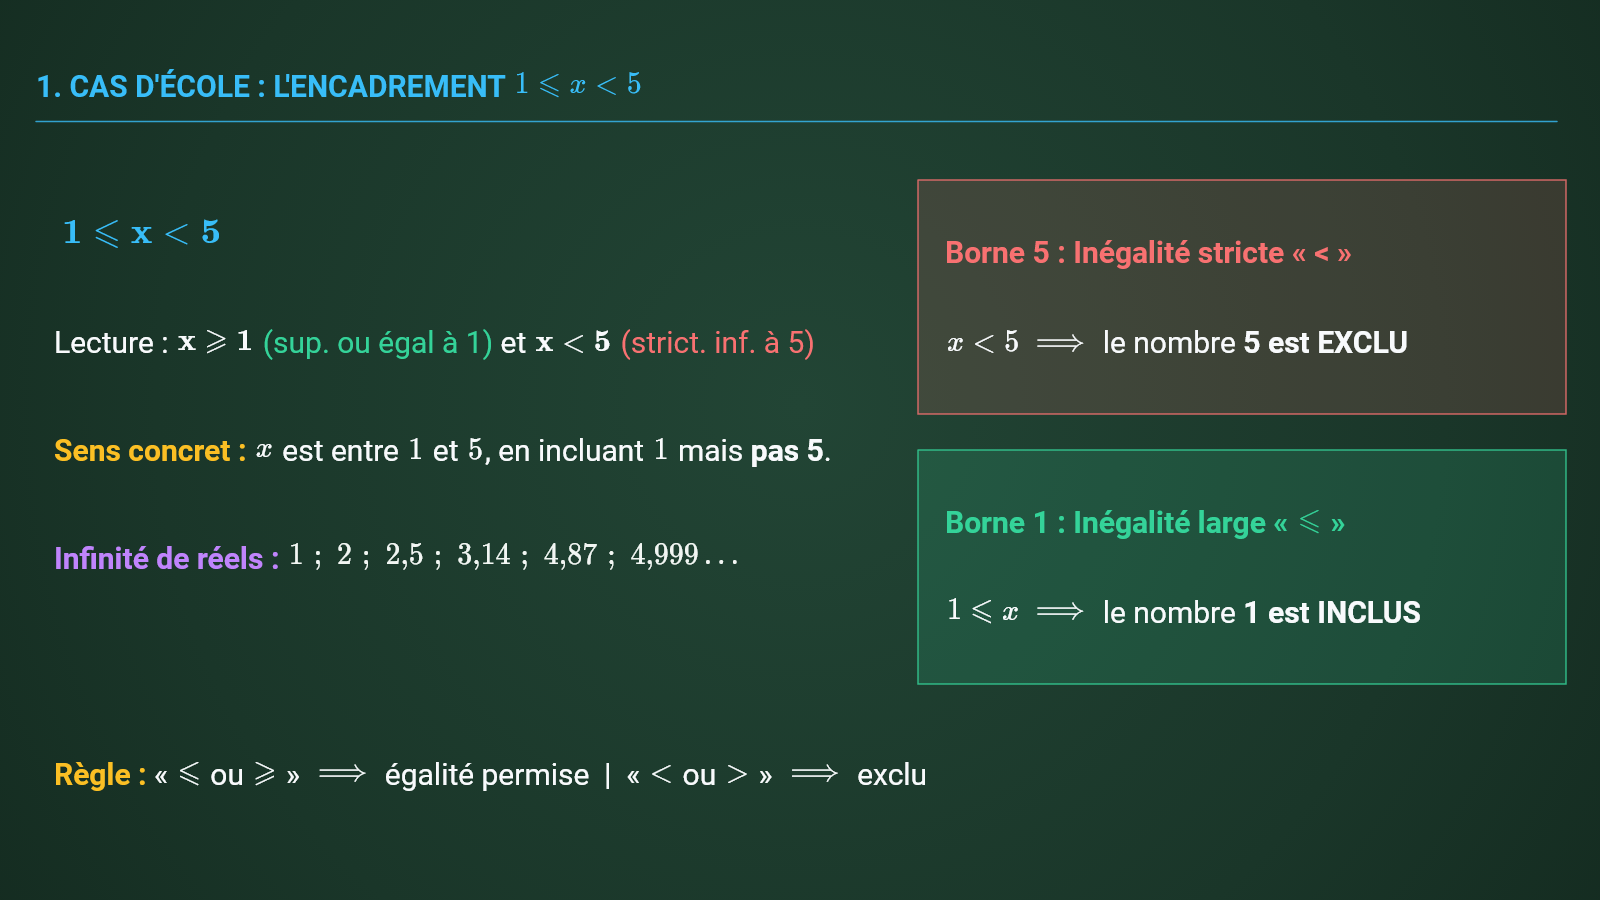 1. CAS D'ÉCOLE : L'ENCADREMENT 1 ⩽ x < 5
1 ⩽ x < 5
Lecture : x ⩾ 1 (sup. ou égal à 1) et x < 5 (strict. inf. à 5)
Sens concret : x est entre 1 et 5, en incluant 1 mais pas 5.
Infinité de réels : 1 ; 2 ; 2,5 ; 3,14 ; 4,87 ; 4,999...
Borne 5 : Inégalité stricte « < »
x < 5 ⟹ le nombre 5 est EXCLU
Borne 1 : Inégalité large « ⩽ »
1 ⩽ x ⟹ le nombre 1 est INCLUS
Règle : « ⩽ ou ⩾ » ⟹ égalité permise | « < ou > » ⟹ exclu